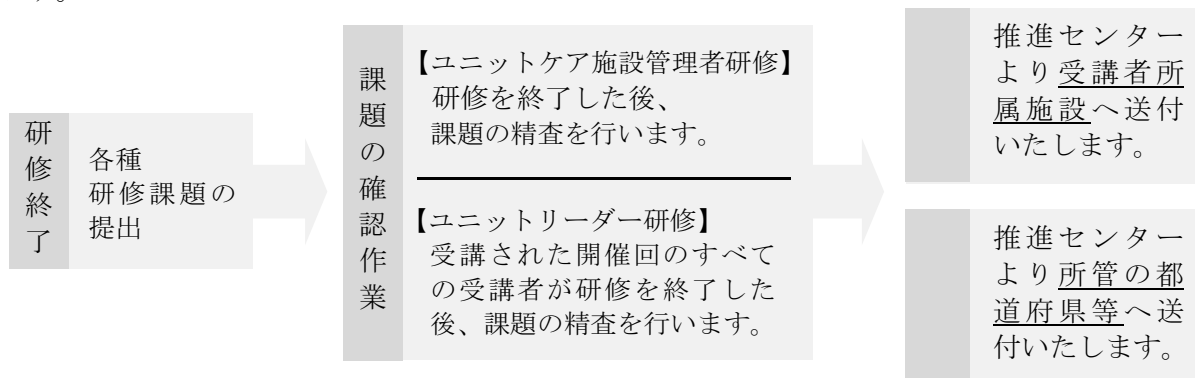 す。
研修終了
各種
研修課題の
提出
課題の確認作業
【ユニットケア施設管理者研修】
研修を終了した後、
課題の精査を行います。
【ユニットリーダー研修】
受講された開催回のすべて
の受講者が研修を終了した
後、課題の精査を行います。
推進センター
より受講者所
属施設へ送付
いたします。
推進センター
より所管の都
道府県等へ送
付いたします。